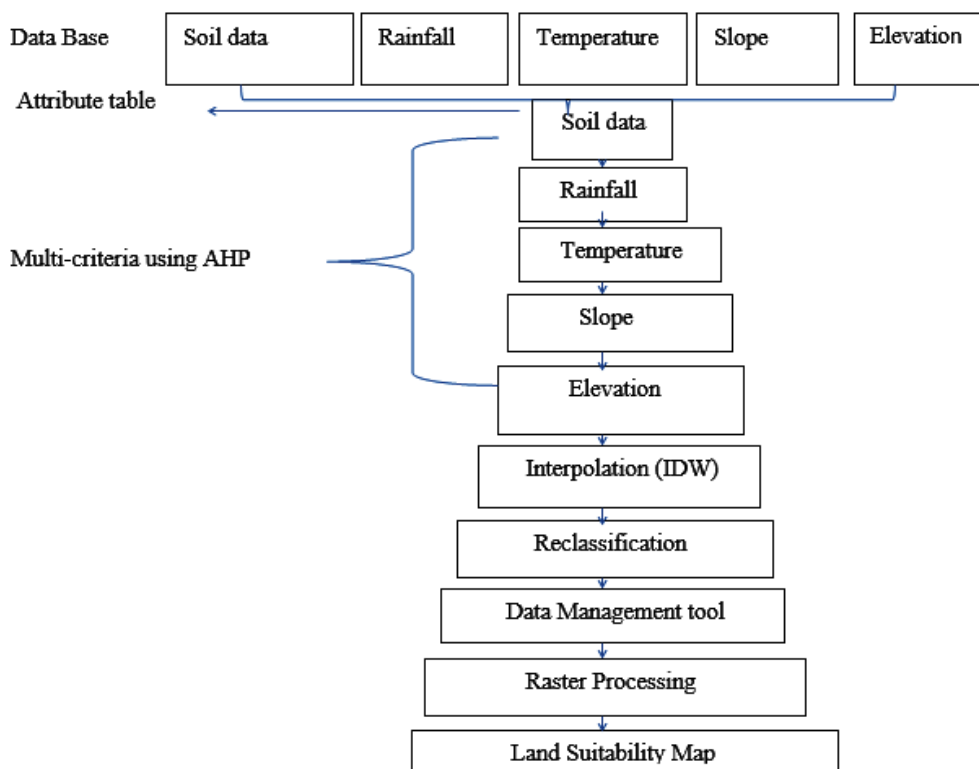 Data Base
Soil data
Rainfall
Temperature
Slope
Elevation
Attribute table
Soil data
Rainfall
Multi-criteria using AHP
Temperature
Slope
Elevation
Interpolation (IDW)
Reclassification
Data Management tool
Raster Processing
Land Suitability Map